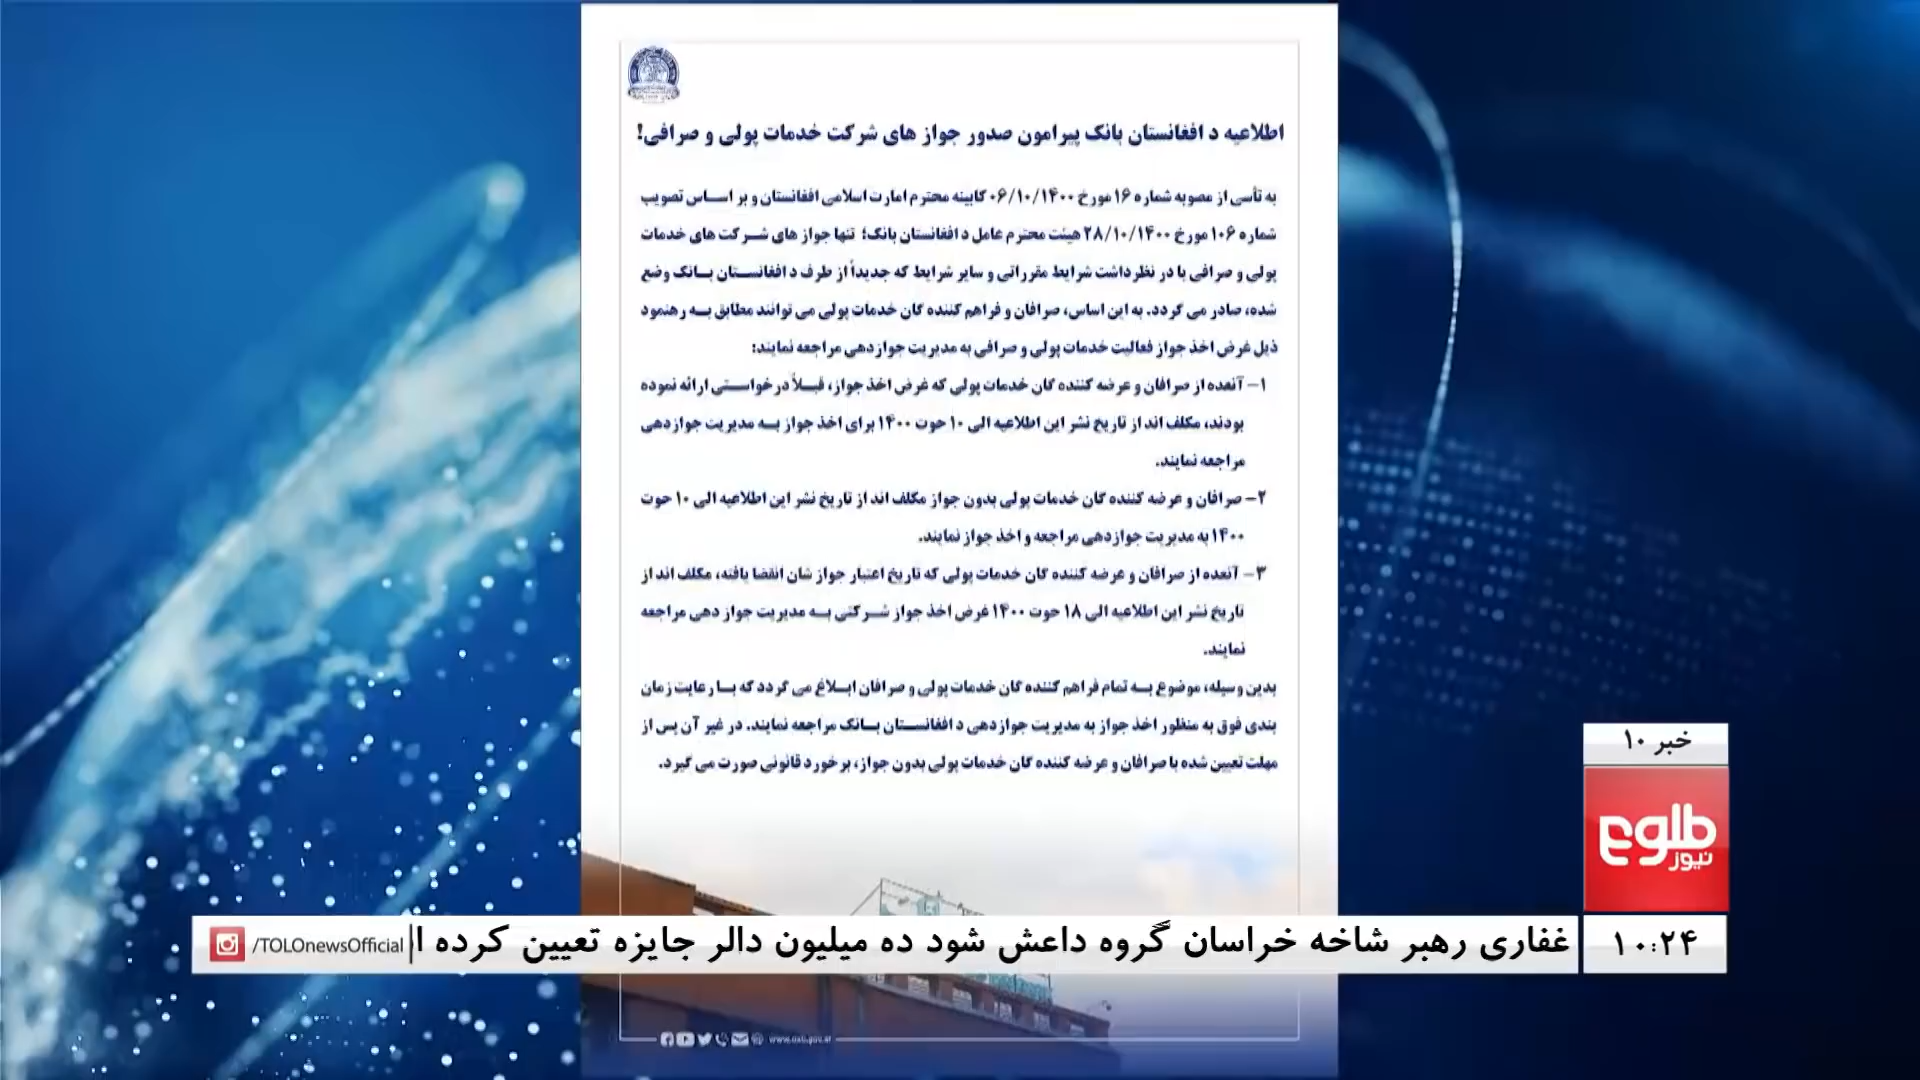 اطلاعیه د افغانستان بانک پیرامون صدور جواز های شرکت خدمات پولی و صرافی!
به تأسی از مصوبه شماره ۱۶ مورخ ۰۶/۱۰/۱۴۰۰ کابینه محترم امارت اسلامی افغانستان و بر اساس تصویب
شماره ۱۰۶ مورخ ۲۸/۱۰/۱۴۰۰ هیئت محترم عامل د افغانستان بانک؛ تنها جواز های شرکت های خدمات
پولی و صرافی با در نظر داشت شرایط مقرراتی و سایر شرایط که جدیداً از طرف د افغانستان بانک وضع
شده، صادر می گردد. به این اساس، صرافان و فراهم کننده گان خدمات پولی می توانند مطابق به رهنمود
ذیل غرض اخذ جواز فعالیت خدمات پولی و صرافی به مدیریت جوازدهی مراجعه نمایند:
۱- آنعده از صرافان و عرضه کننده گان خدمات پولی که غرض اخذ جواز، قبلاً درخواستی ارائه نموده
بودند، مکلف اند از تاریخ نشر این اطلاعیه الی ۱۰ حوت ۱۴۰۰ برای اخذ جواز به مدیریت جوازدهی
مراجعه نمایند.
۲- صرافان و عرضه کننده گان خدمات پولی بدون جواز مکلف اند از تاریخ نشر این اطلاعیه الی ۱۰ حوت
۱۴۰۰ به مدیریت جوازدهی مراجعه و اخذ جواز نمایند.
۳- آنعده از صرافان و عرضه کننده گان خدمات پولی که تاریخ اعتبار جواز شان انقضا یافته، مکلف اند از
تاریخ نشر این اطلاعیه الی ۱۸ حوت ۱۴۰۰ غرض اخذ جواز شرکتی به مدیریت جواز دهی مراجعه
نمایند.
بدین وسیله، موضوع به تمام فراهم کننده گان خدمات پولی و صرافان ابلاغ می گردد که با رعایت زمان
بندی فوق به منظور اخذ جواز به مدیریت جوازدهی د افغانستان بانک مراجعه نمایند. در غیر آن پس از
مهلت تعیین شده با صرافان و عرضه کننده گان خدمات پولی بدون جواز، برخورد قانونی صورت می گیرد.
خبر ۱۰
طلوع
نیوز
۱۰:۲۴
غفاری رهبر شاخه خراسان گروه داعش شود ده میلیون دالر جایزه تعیین کرده ا
/TOLOnewsOfficial